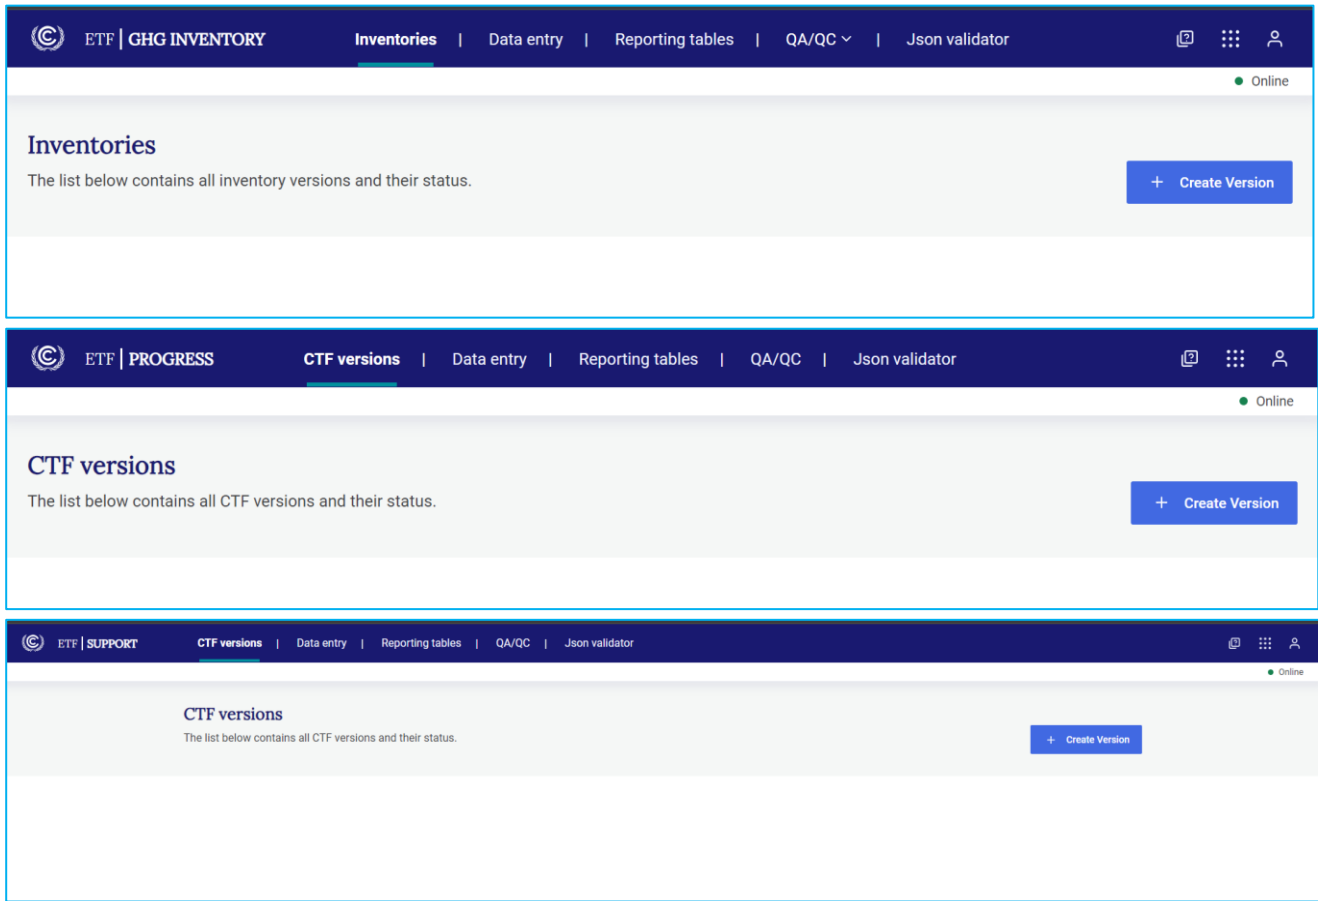 ETF | GHG INVENTORY Inventories | Data entry | Reporting tables | QA/QC | Json validator
Online
Inventories
The list below contains all inventory versions and their status.
+ Create Version
ETF | PROGRESS CTF versions | Data entry | Reporting tables | QA/QC | Json validator
Online
CTF versions
The list below contains all CTF versions and their status.
+ Create Version
ETF | SUPPORT CTF versions | Data entry | Reporting tables | QA/QC | Json validator
Online
CTF versions
The list below contains all CTF versions and their status.
+ Create Version